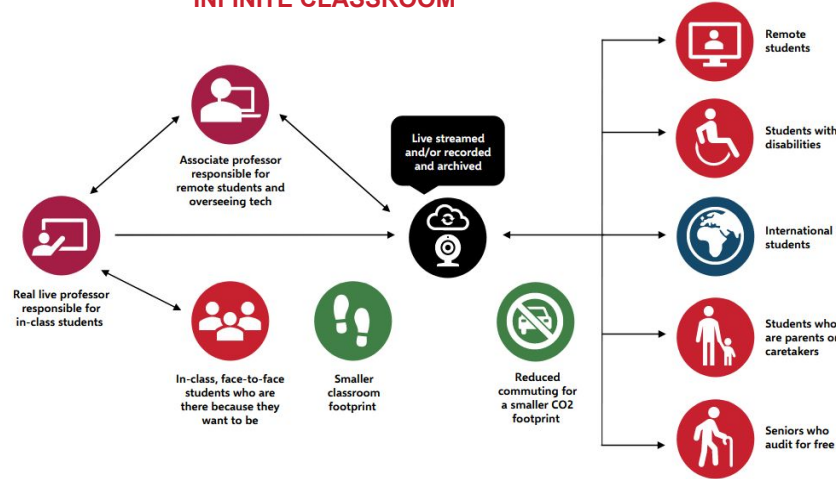 INFINITE CLASSROOM
Remote
students
Live streamed
and/or recorded
and archived
Students with
disabilities
Associate professor
responsible for
remote students and
overseeing tech
International
students
Real live professor
responsible for
in-class students
Students who
are parents or
caretakers
In-class, face-to-face
students who are
there because they
want to be
Smaller
classroom
footprint
Reduced
commuting for
a smaller CO2
footprint
Seniors who
audit for free